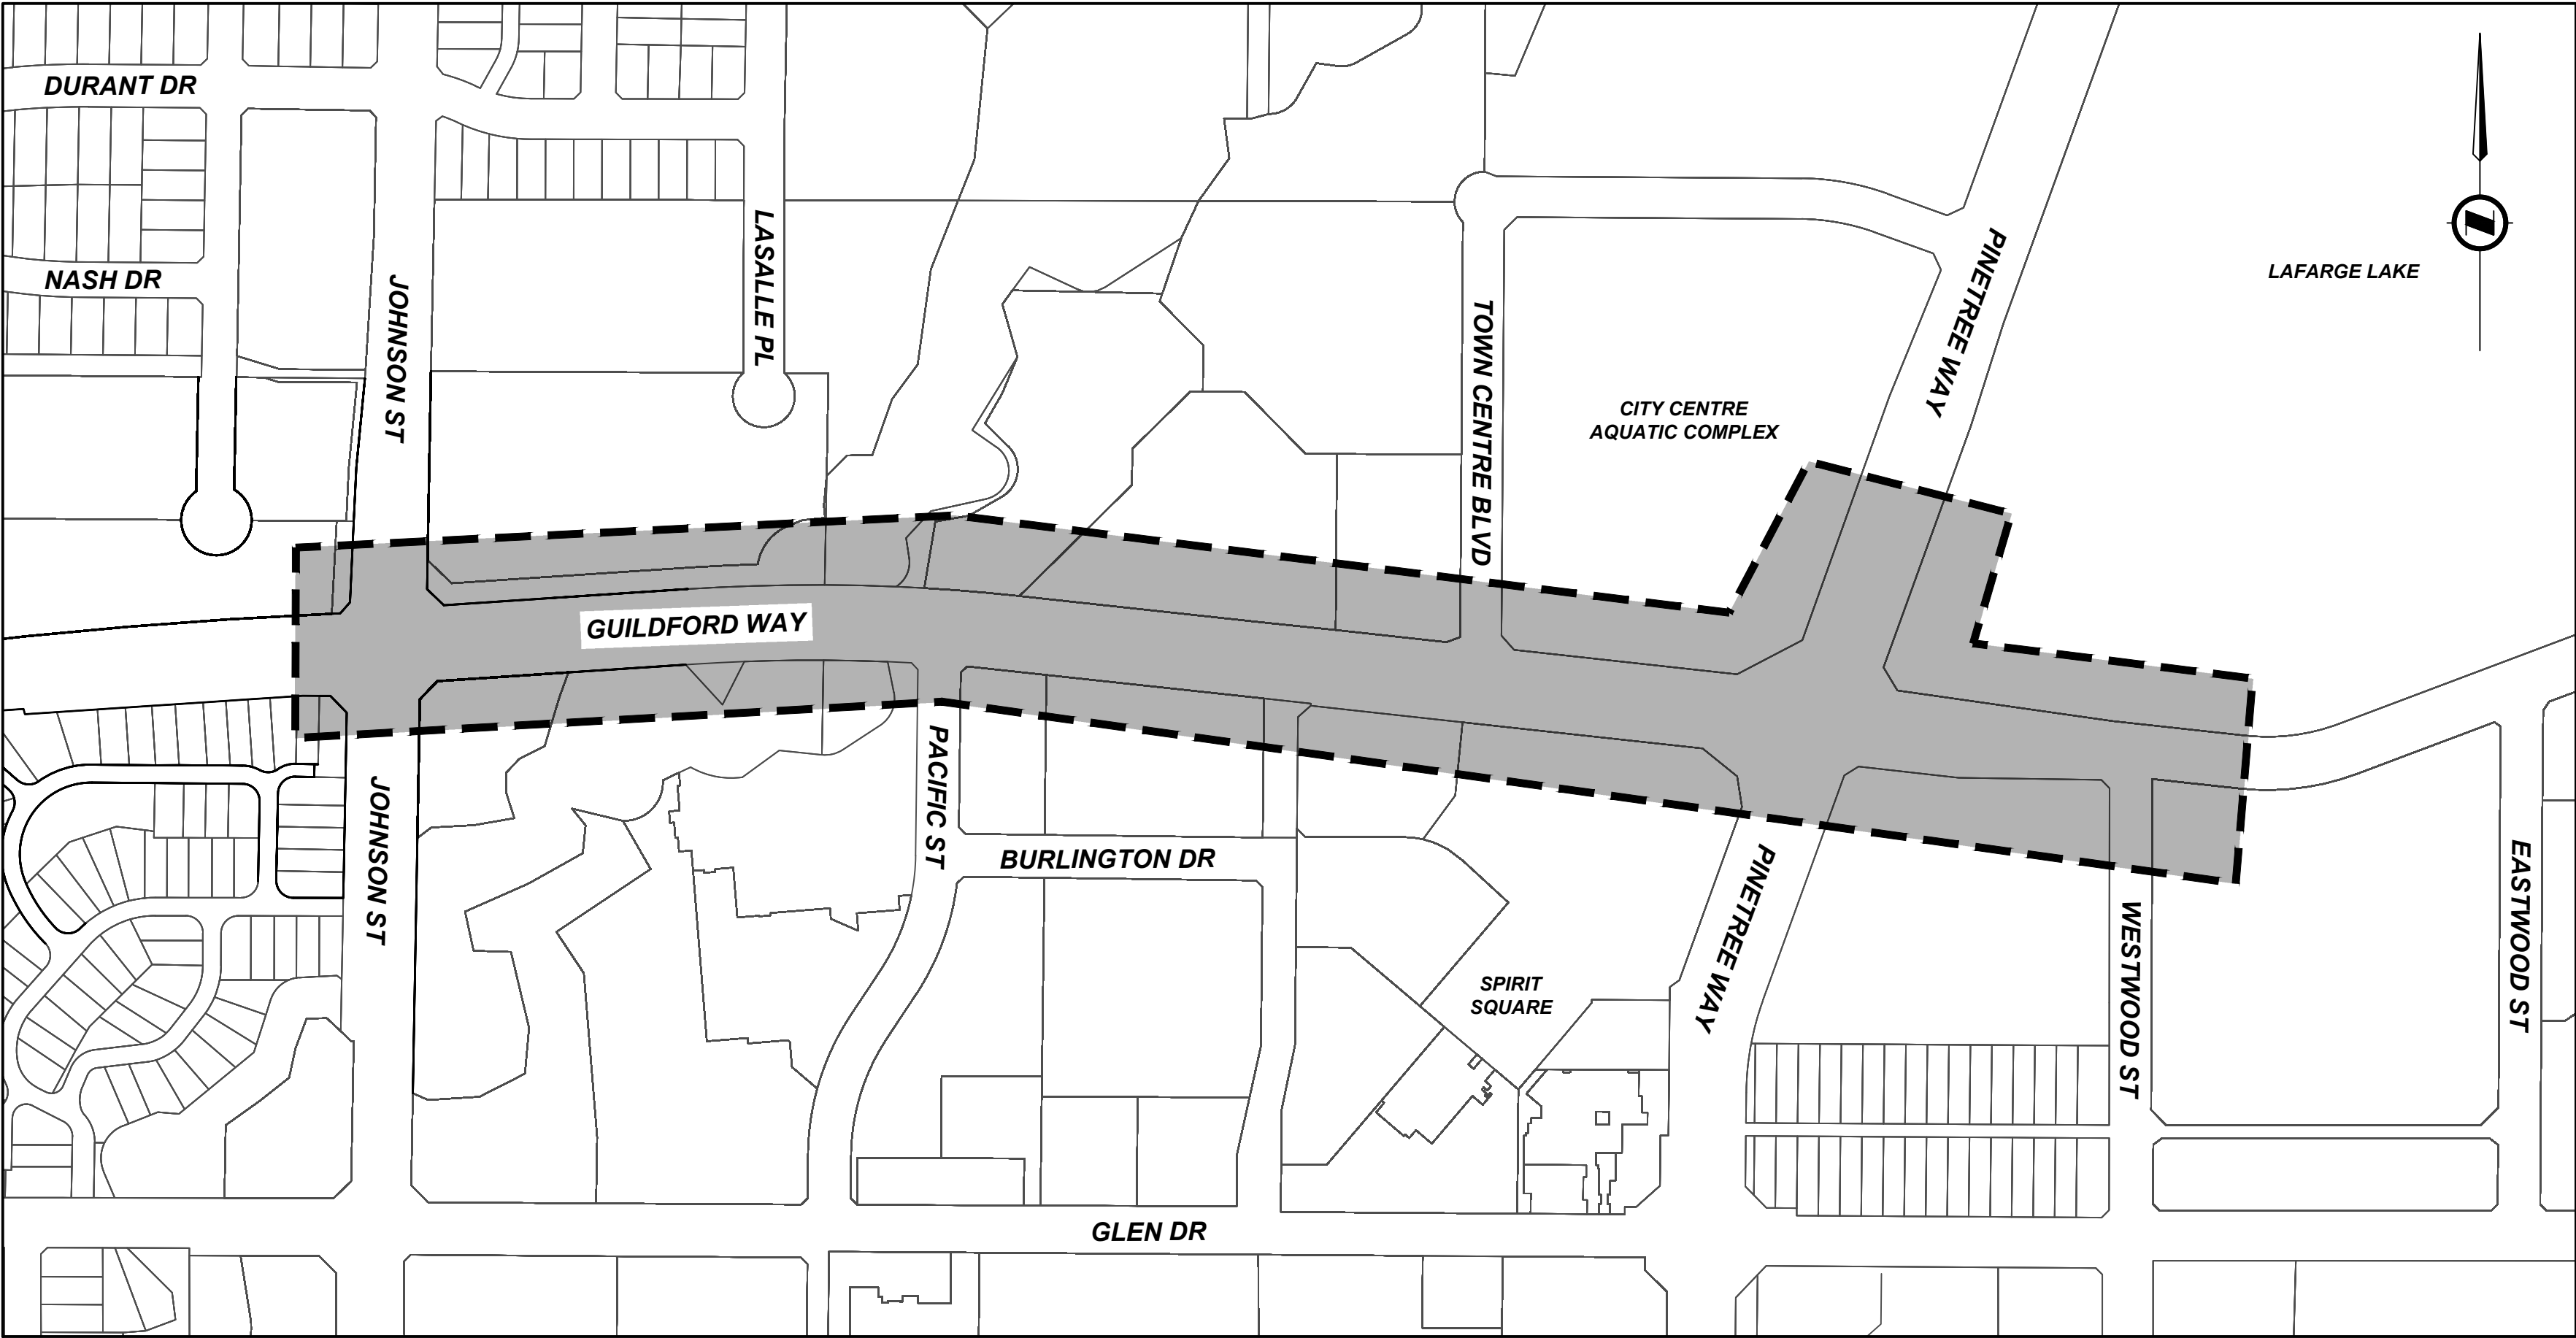 DURANT DR
NASH DR
JOHNSON ST
LASALLE PL
TOWN CENTRE BLVD
PINETREE WAY
LAFARGE LAKE
CITY CENTRE
AQUATIC COMPLEX
GUILDFORD WAY
JOHNSON ST
PACIFIC ST
BURLINGTON DR
PINETREE WAY
WESTWOOD ST
EASTWOOD ST
SPIRIT
SQUARE
GLEN DR